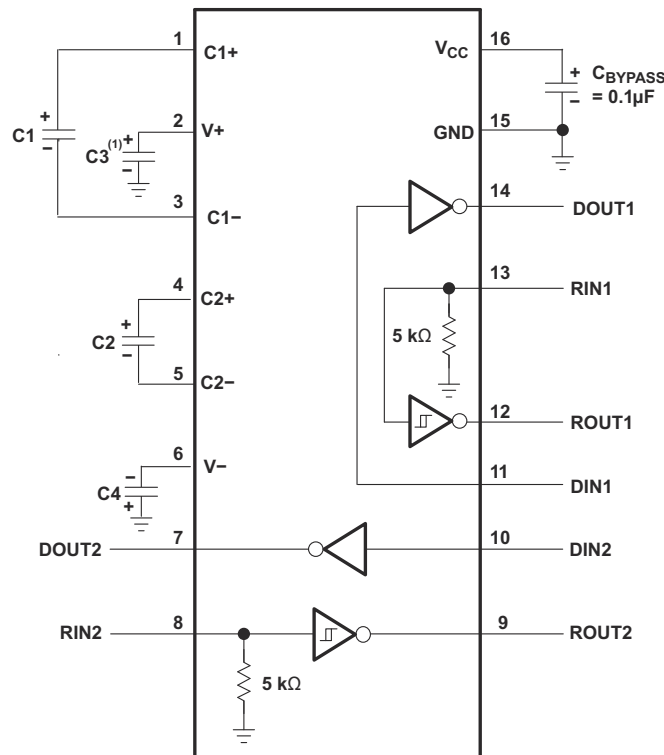 1 C1+ V_CC 16
+ C_BYPASS
= 0.1µF
+
-
2 V+
GND 15
+
C1
-
+
C3(1)
-
3 C1−
14 DOUT1
13 RIN1
4 C2+
5 kΩ
+
C2
-
5 C2−
12 ROUT1
6 V−
11 DIN1
-
C4
+
DOUT2 7 10 DIN2
RIN2 8 9 ROUT2
5 kΩ